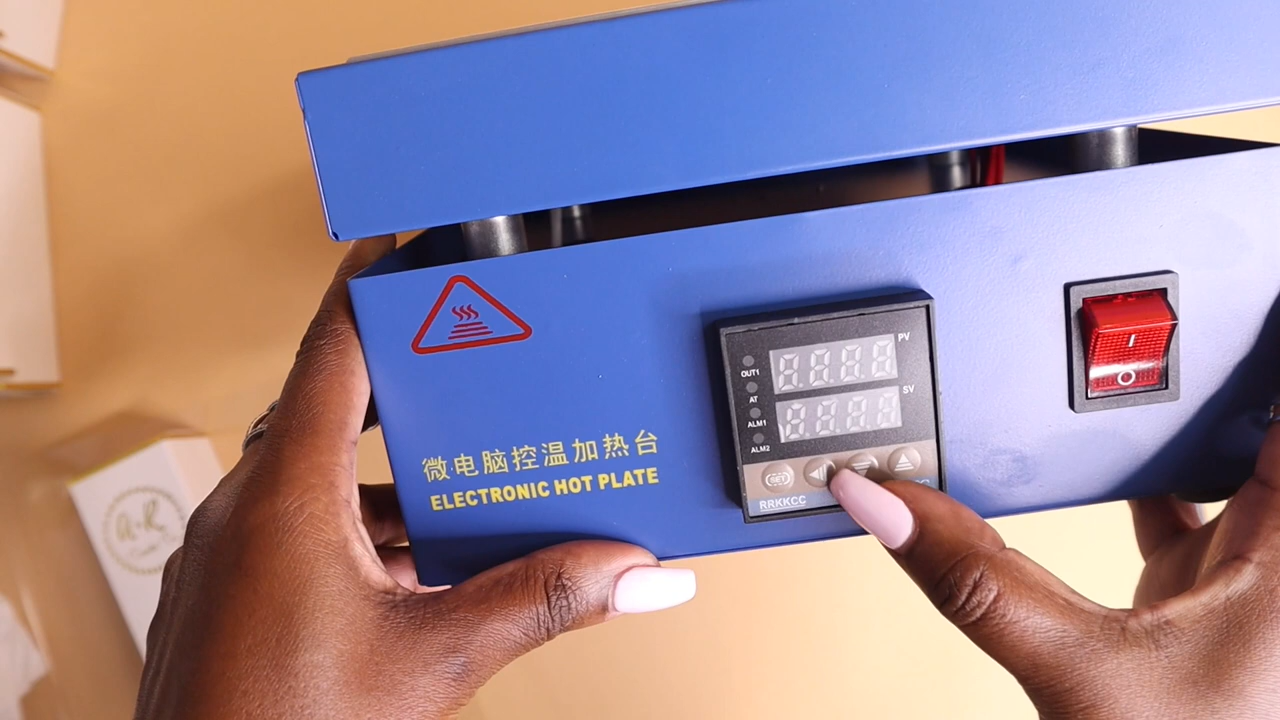 微电脑控温加热台
ELECTRONIC HOT PLATE
PV
OUT1
SV
AT
ALM1
ALM2
SET
RRKKCC
I
O
A+R